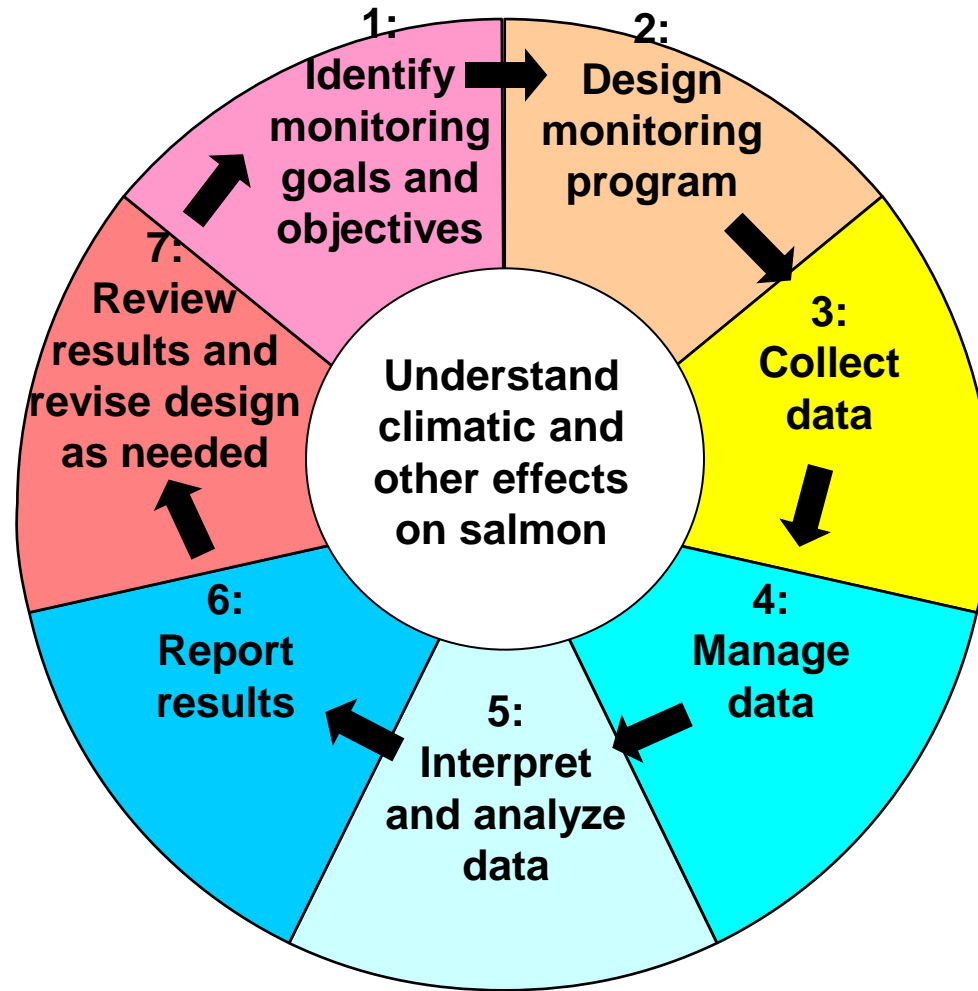 1:
Identify
monitoring
goals and
objectives
2:
Design
monitoring
program
3:
Collect
data
4:
Manage
data
5:
Interpret
and analyze
data
6:
Report
results
7:
Review
results and
revise design
as needed
Understand
climatic and
other effects
on salmon